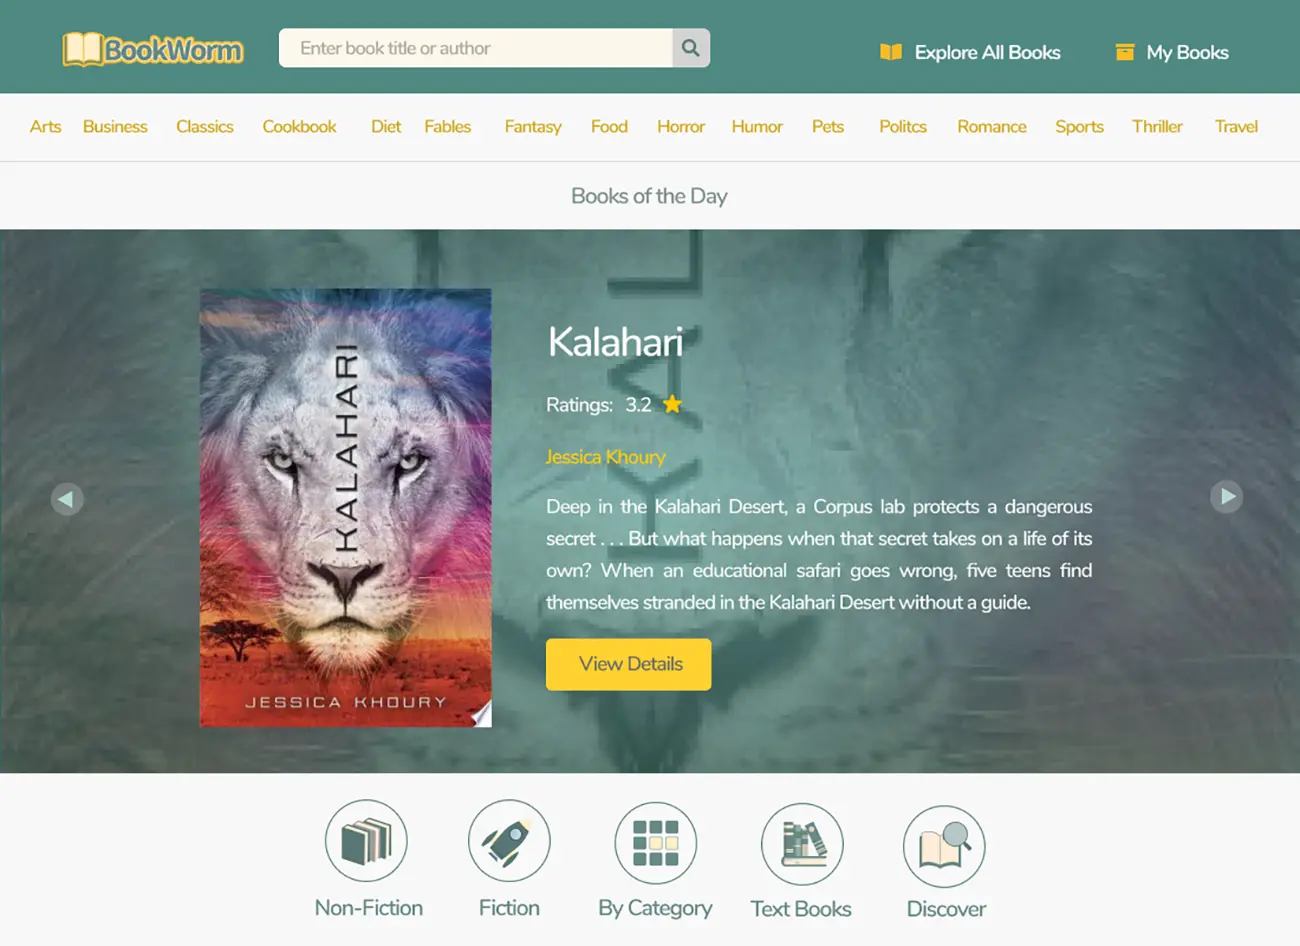 BookWorm
Enter book title or author
Explore All Books
My Books
Arts Business Classics Cookbook Diet Fables Fantasy Food Horror Humor Pets Politcs Romance Sports Thriller Travel
Books of the Day
KALAHARI
JESSICA KHOURY
Kalahari
Ratings: 3.2
Jessica Khoury
Deep in the Kalahari Desert, a Corpus lab protects a dangerous
secret . . . But what happens when that secret takes on a life of its
own? When an educational safari goes wrong, five teens find
themselves stranded in the Kalahari Desert without a guide.
View Details
Non-Fiction
Fiction
By Category
Text Books
Discover